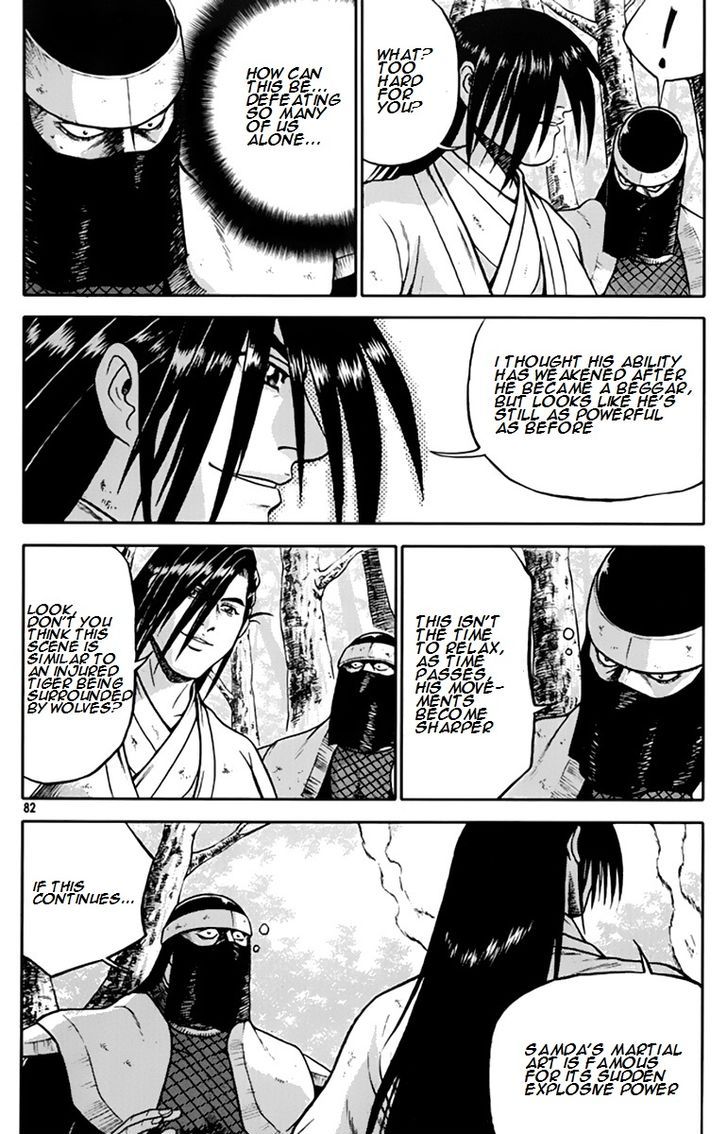 HOW CAN
THIS BE...
DEFEATING
SO MANY
OF US
ALONE...
WHAT?
TOO
HARD
FOR
YOU?
!
I THOUGHT HIS ABILITY
HAS WEAKENED AFTER
HE BECAME A BEGGAR,
BUT LOOKS LIKE HE'S
STILL AS POWERFUL
AS BEFORE
LOOK,
DON'T YOU
THINK THIS
SCENE IS
SIMILAR TO
AN INJURED
TIGER BEING
SURROUNDED
BY WOLVES?
THIS ISN'T
THE TIME
TO RELAX,
AS TIME
PASSES,
HIS MOVE-
MENTS
BECOME
SHARPER
82
IF THIS
CONTINUES...
SAMDA'S MARTIAL
ART IS FAMOUS
FOR ITS SUDDEN
EXPLOSIVE POWER